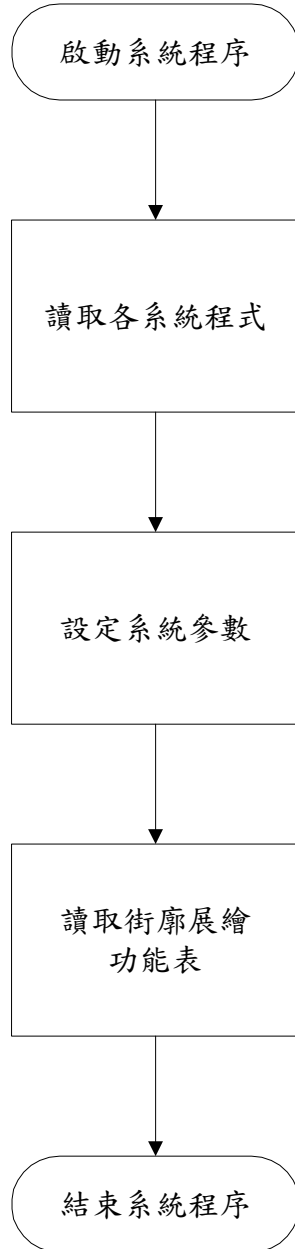 啟動系統程序
讀取各系統程式
設定系統參數
讀取街廓展繪
功能表
結束系統程序